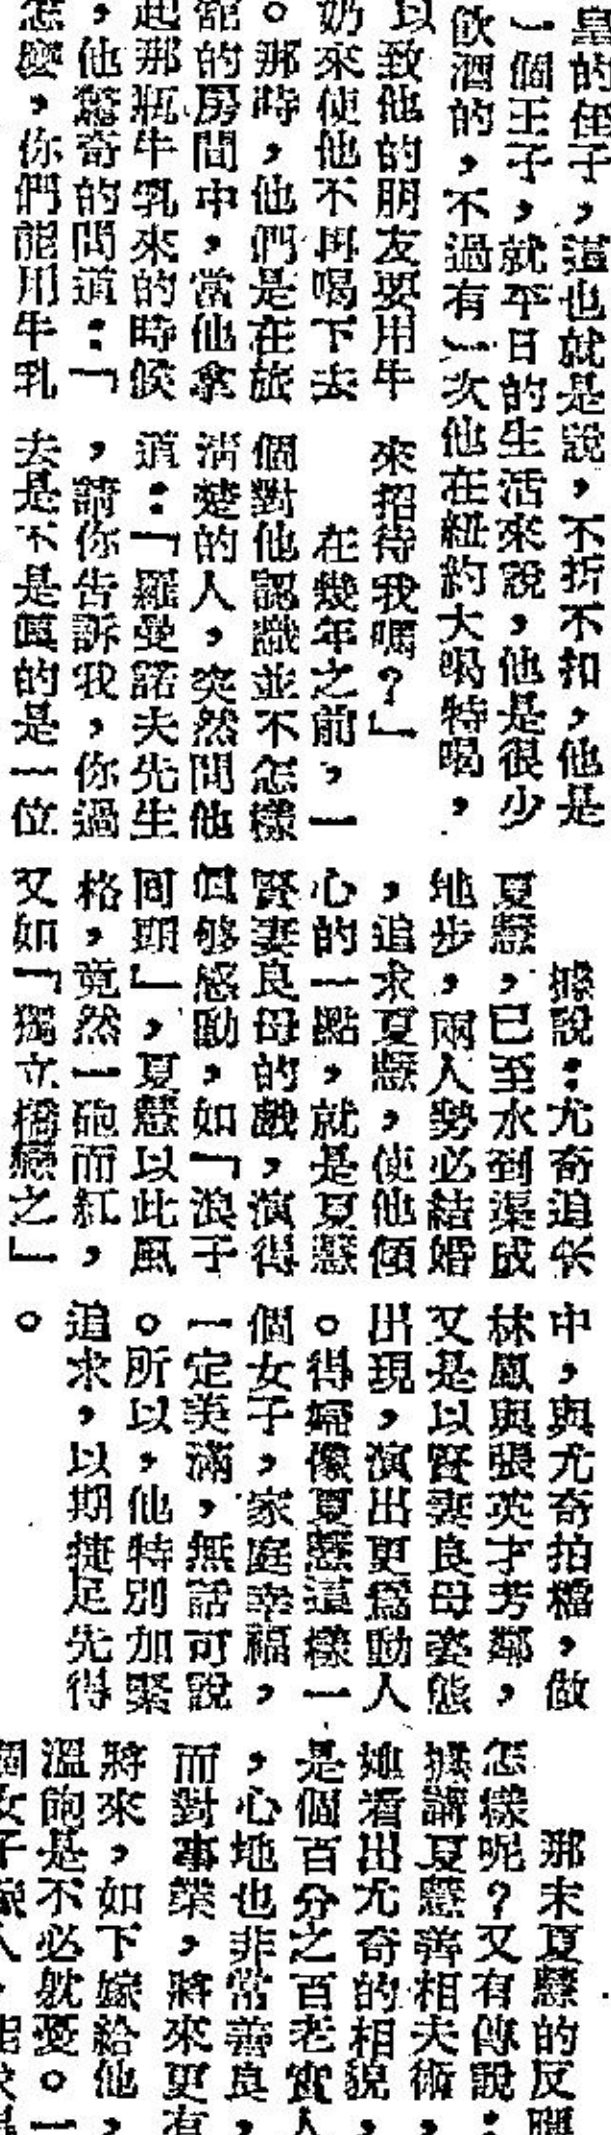 皇的侄子，這也就是說，不折不扣，他是
一個王子，就平日的生活來說，他是很少
飲酒的，不過有一次他在紐約大喝特喝，
以致他的朋友要用牛
奶來使他不再喝下去
。那時，他們是在旅
館的房間中，當他拿
起那瓶牛乳來的時候
，他驚奇的問道：「
怎麼，你們能用牛乳
來招待我嗎？」
在幾年之前，一
個對他認識並不怎樣
清楚的人，突然問他
道：「羅曼諾夫先生
，請你告訴我，你過
去是不是真的是一位
據說：尤奇追求
夏慧，已至水到渠成
地步，兩人勢必結婚
，追求夏慧，使他傾
心的一點，就是夏慧
賢妻良母的戲，演得
個够感動，如「浪子
回頭」，夏慧以此風
格，竟然一砲而紅，
又如「獨立橋戀之」
中，與尤奇拍檔，做
林鳳與張英才芳鄰，
又是以賢妻良母姿態
出現，演出更爲動人
。得婦像夏慧這樣一
個女子，家庭幸福，
一定美滿，無話可說
。所以，他特別加緊
追求，以期捷足先得
。
那末夏慧的反應
怎樣呢？又有傳說：
據講夏慧善相夫術，
她看出尤奇的相貌，
是個百分之百老實人
，心地也非常善良，
而對事業，將來更有
將來，如下嫁給他，
溫飽是不必躭憂。一
個女子嫁人，